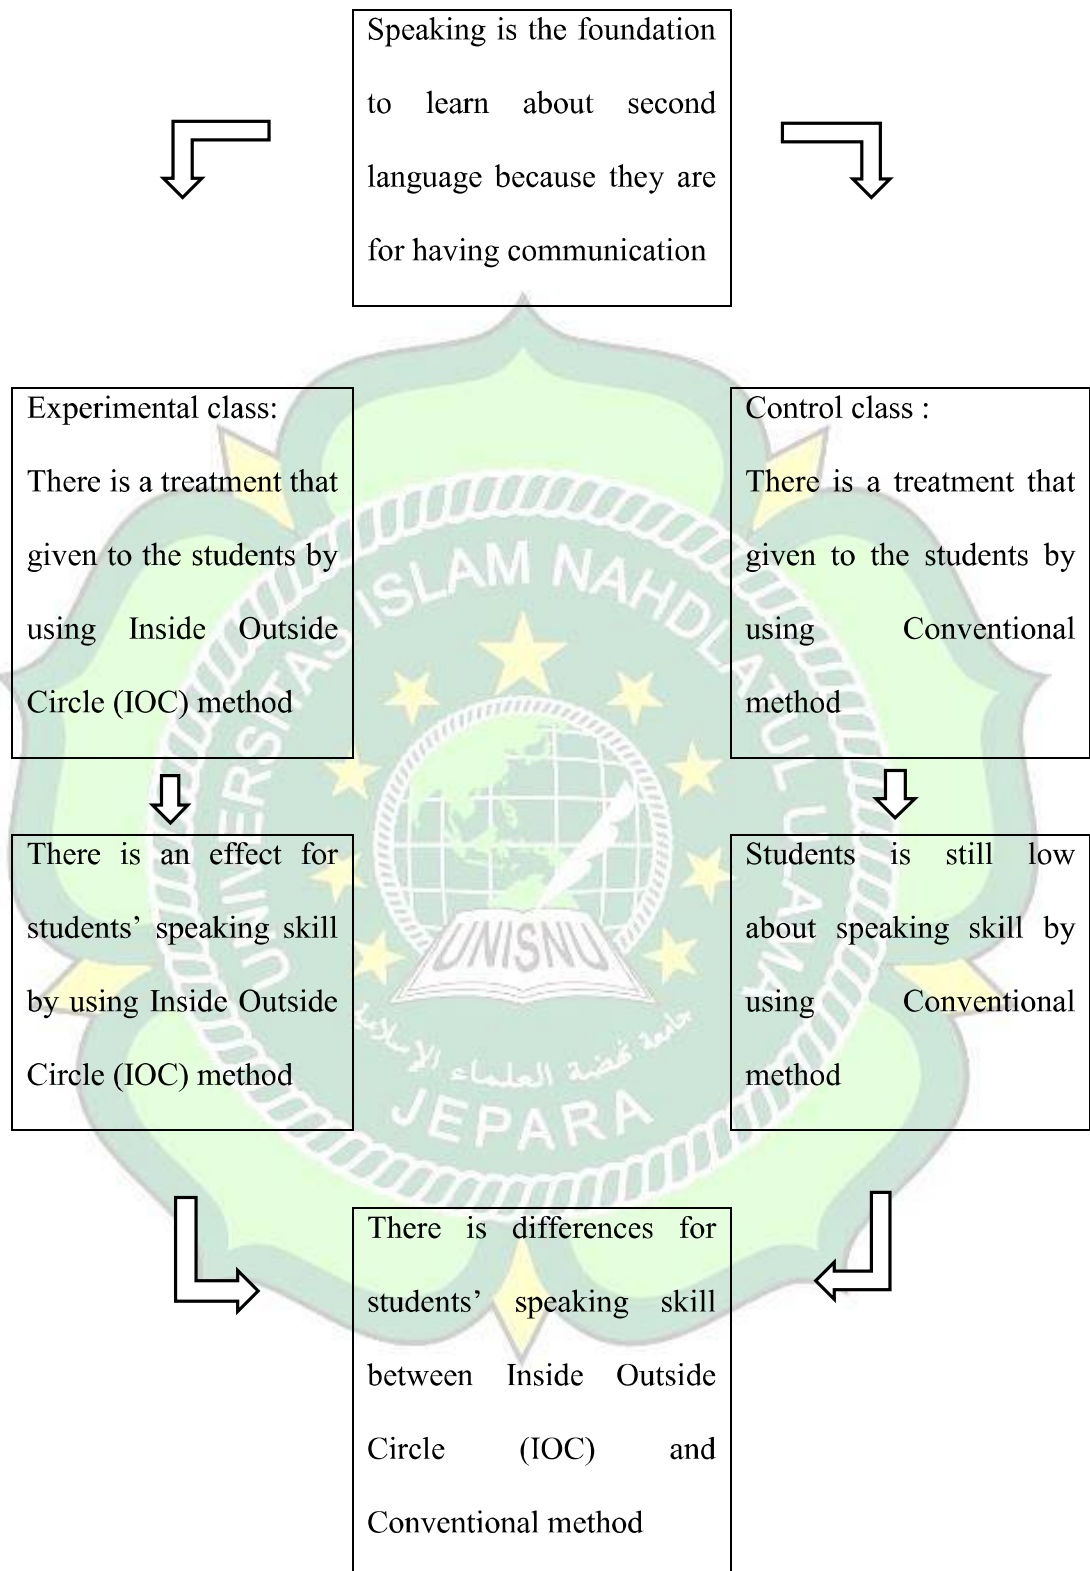 Speaking is the foundation
to learn about second
language because they are
for having communication
Experimental class:
There is a treatment that
given to the students by
using Inside Outside
Circle (IOC) method
Control class :
There is a treatment that
given to the students by
using Conventional
method
There is an effect for
students’ speaking skill
by using Inside Outside
Circle (IOC) method
Students is still low
about speaking skill by
using Conventional
method
There is differences for
students’ speaking skill
between Inside Outside
Circle (IOC) and
Conventional method
UNIVERSITAS ISLAM NAHDLATUL ULAMA
UNISNU
جامعة نهضة العلماء الإسلامية
JEPARA